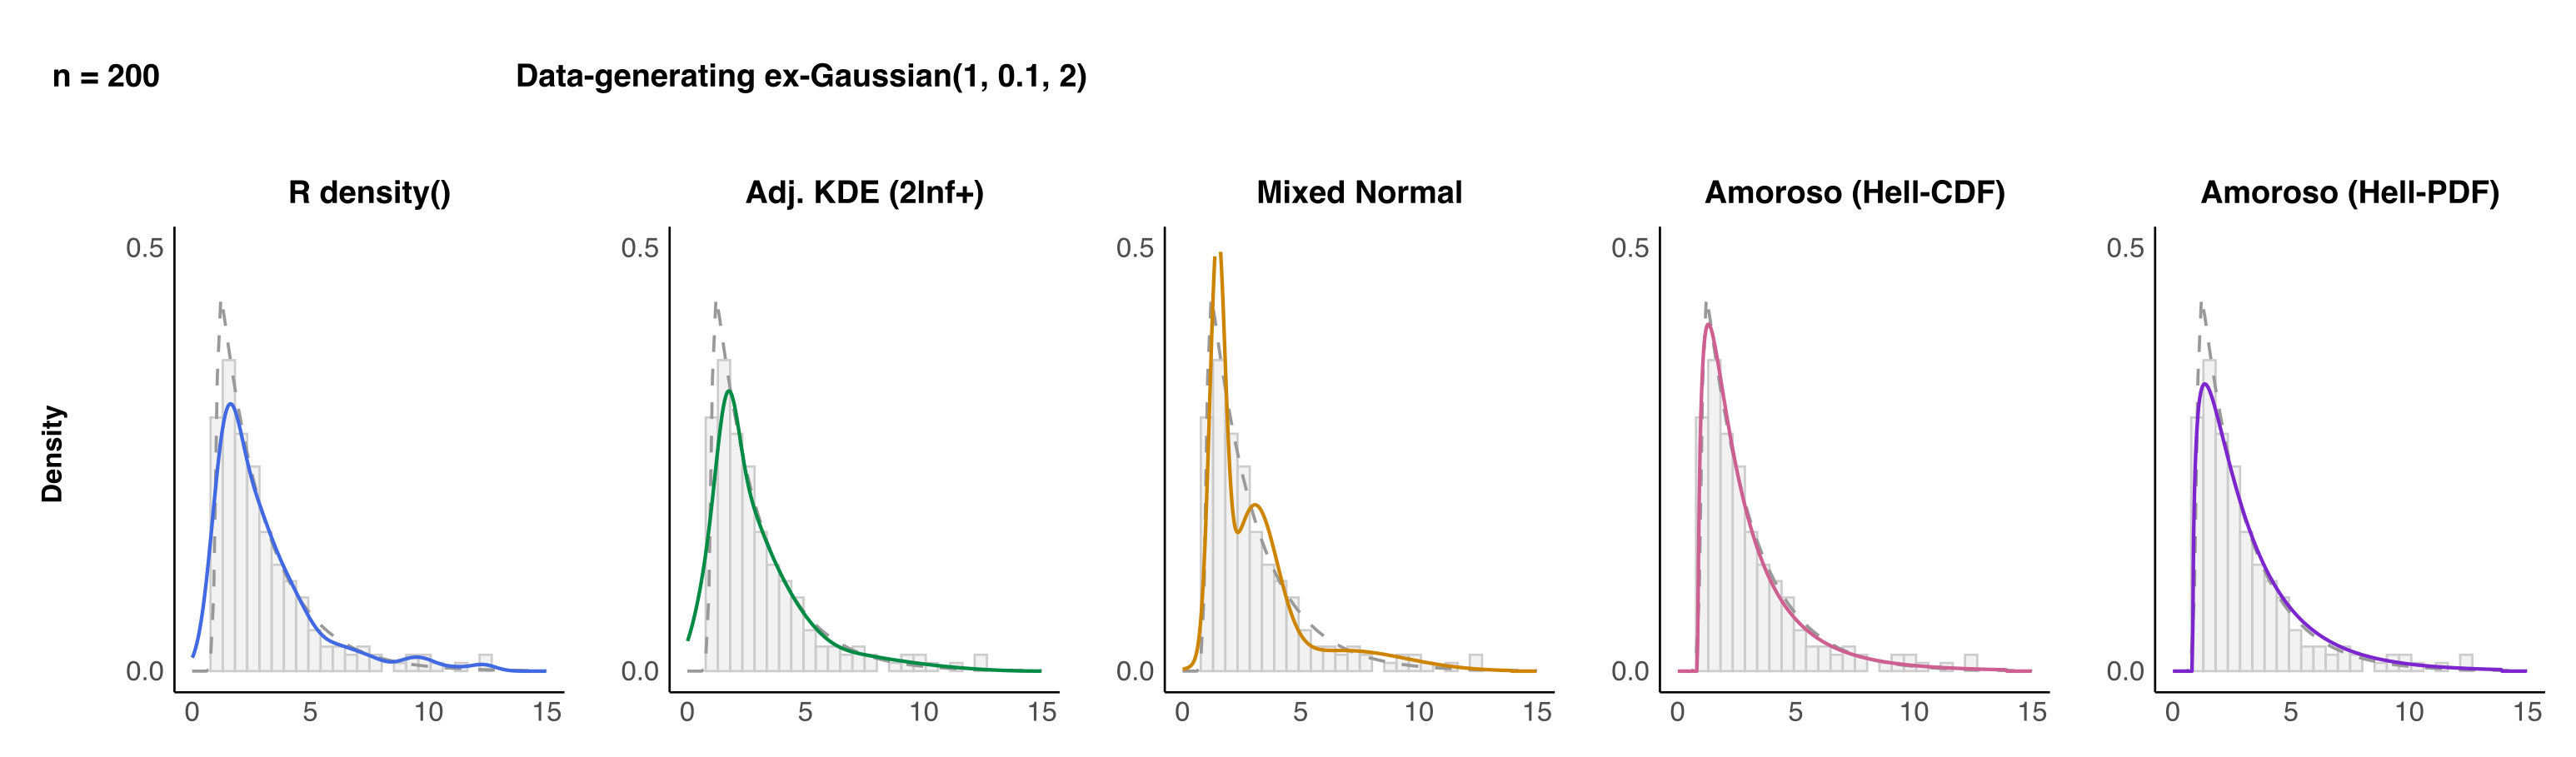 n = 200
Data-generating ex-Gaussian(1, 0.1, 2)
R density()
Adj. KDE (2Inf+)
Mixed Normal
Amoroso (Hell-CDF)
Amoroso (Hell-PDF)
Density
0.5
0.0
0 5 10 15
0.5
0.0
0 5 10 15
0.5
0.0
0 5 10 15
0.5
0.0
0 5 10 15
0.5
0.0
0 5 10 15